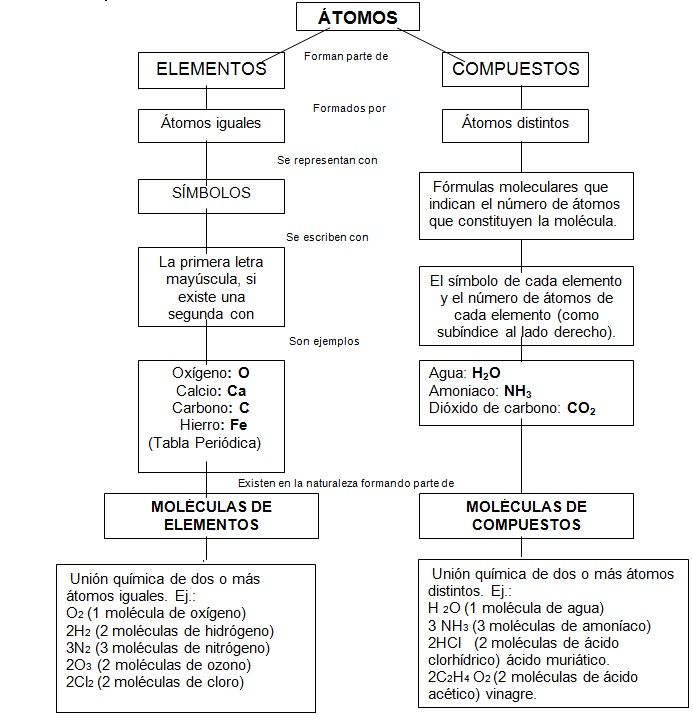 ÁTOMOS
Forman parte de
ELEMENTOS
COMPUESTOS
Formados por
Átomos iguales
Átomos distintos
Se representan con
SÍMBOLOS
Fórmulas moleculares que
indican el número de átomos
que constituyen la molécula.
Se escriben con
La primera letra
mayúscula, si
existe una
segunda con
El símbolo de cada elemento
y el número de átomos de
cada elemento (como
subíndice al lado derecho).
Son ejemplos
Oxígeno: O
Calcio: Ca
Carbono: C
Hierro: Fe
(Tabla Periódica)
Agua: H₂O
Amoniaco: NH₃
Dióxido de carbono: CO₂
Existen en la naturaleza formando parte de
MOLÉCULAS DE
ELEMENTOS
MOLÉCULAS DE
COMPUESTOS
Unión química de dos o más
átomos iguales. Ej.:
O₂ (1 molécula de oxígeno)
2H₂ (2 moléculas de hidrógeno)
3N₂ (3 moléculas de nitrógeno)
2O₃ (2 moléculas de ozono)
2Cl₂ (2 moléculas de cloro)
Unión química de dos o más átomos
distintos. Ej.:
H ₂O (1 molécula de agua)
3 NH₃ (3 moléculas de amoníaco)
2HCl (2 moléculas de ácido
clorhídrico) ácido muriático.
2C₂H₄ O₂ (2 moléculas de ácido
acético) vinagre.